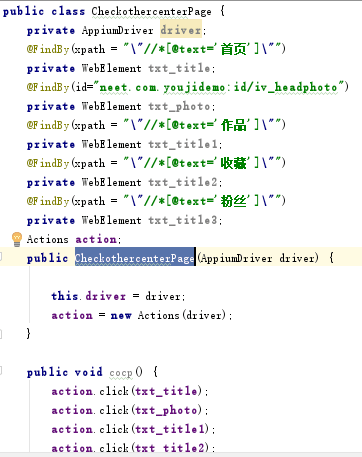 public class CheckothercenterPage {
private AppiumDriver driver;
@FindBy(xpath = "\"//*[@text='首页']\"")
private WebElement txt_title;
@FindBy(id="neet.com.youjidemo:id/iv_headphoto")
private WebElement txt_photo;
@FindBy(xpath = "\"//*[@text='作品']\"")
private WebElement txt_title1;
@FindBy(xpath = "\"//*[@text='收藏']\"")
private WebElement txt_title2;
@FindBy(xpath = "\"//*[@text='粉丝']\"")
private WebElement txt_title3;
Actions action;
public CheckothercenterPage(AppiumDriver driver) {
this.driver = driver;
action = new Actions(driver);
}
public void cocp() {
action.click(txt_title);
action.click(txt_photo);
action.click(txt_title1);
action.click(txt_title2);